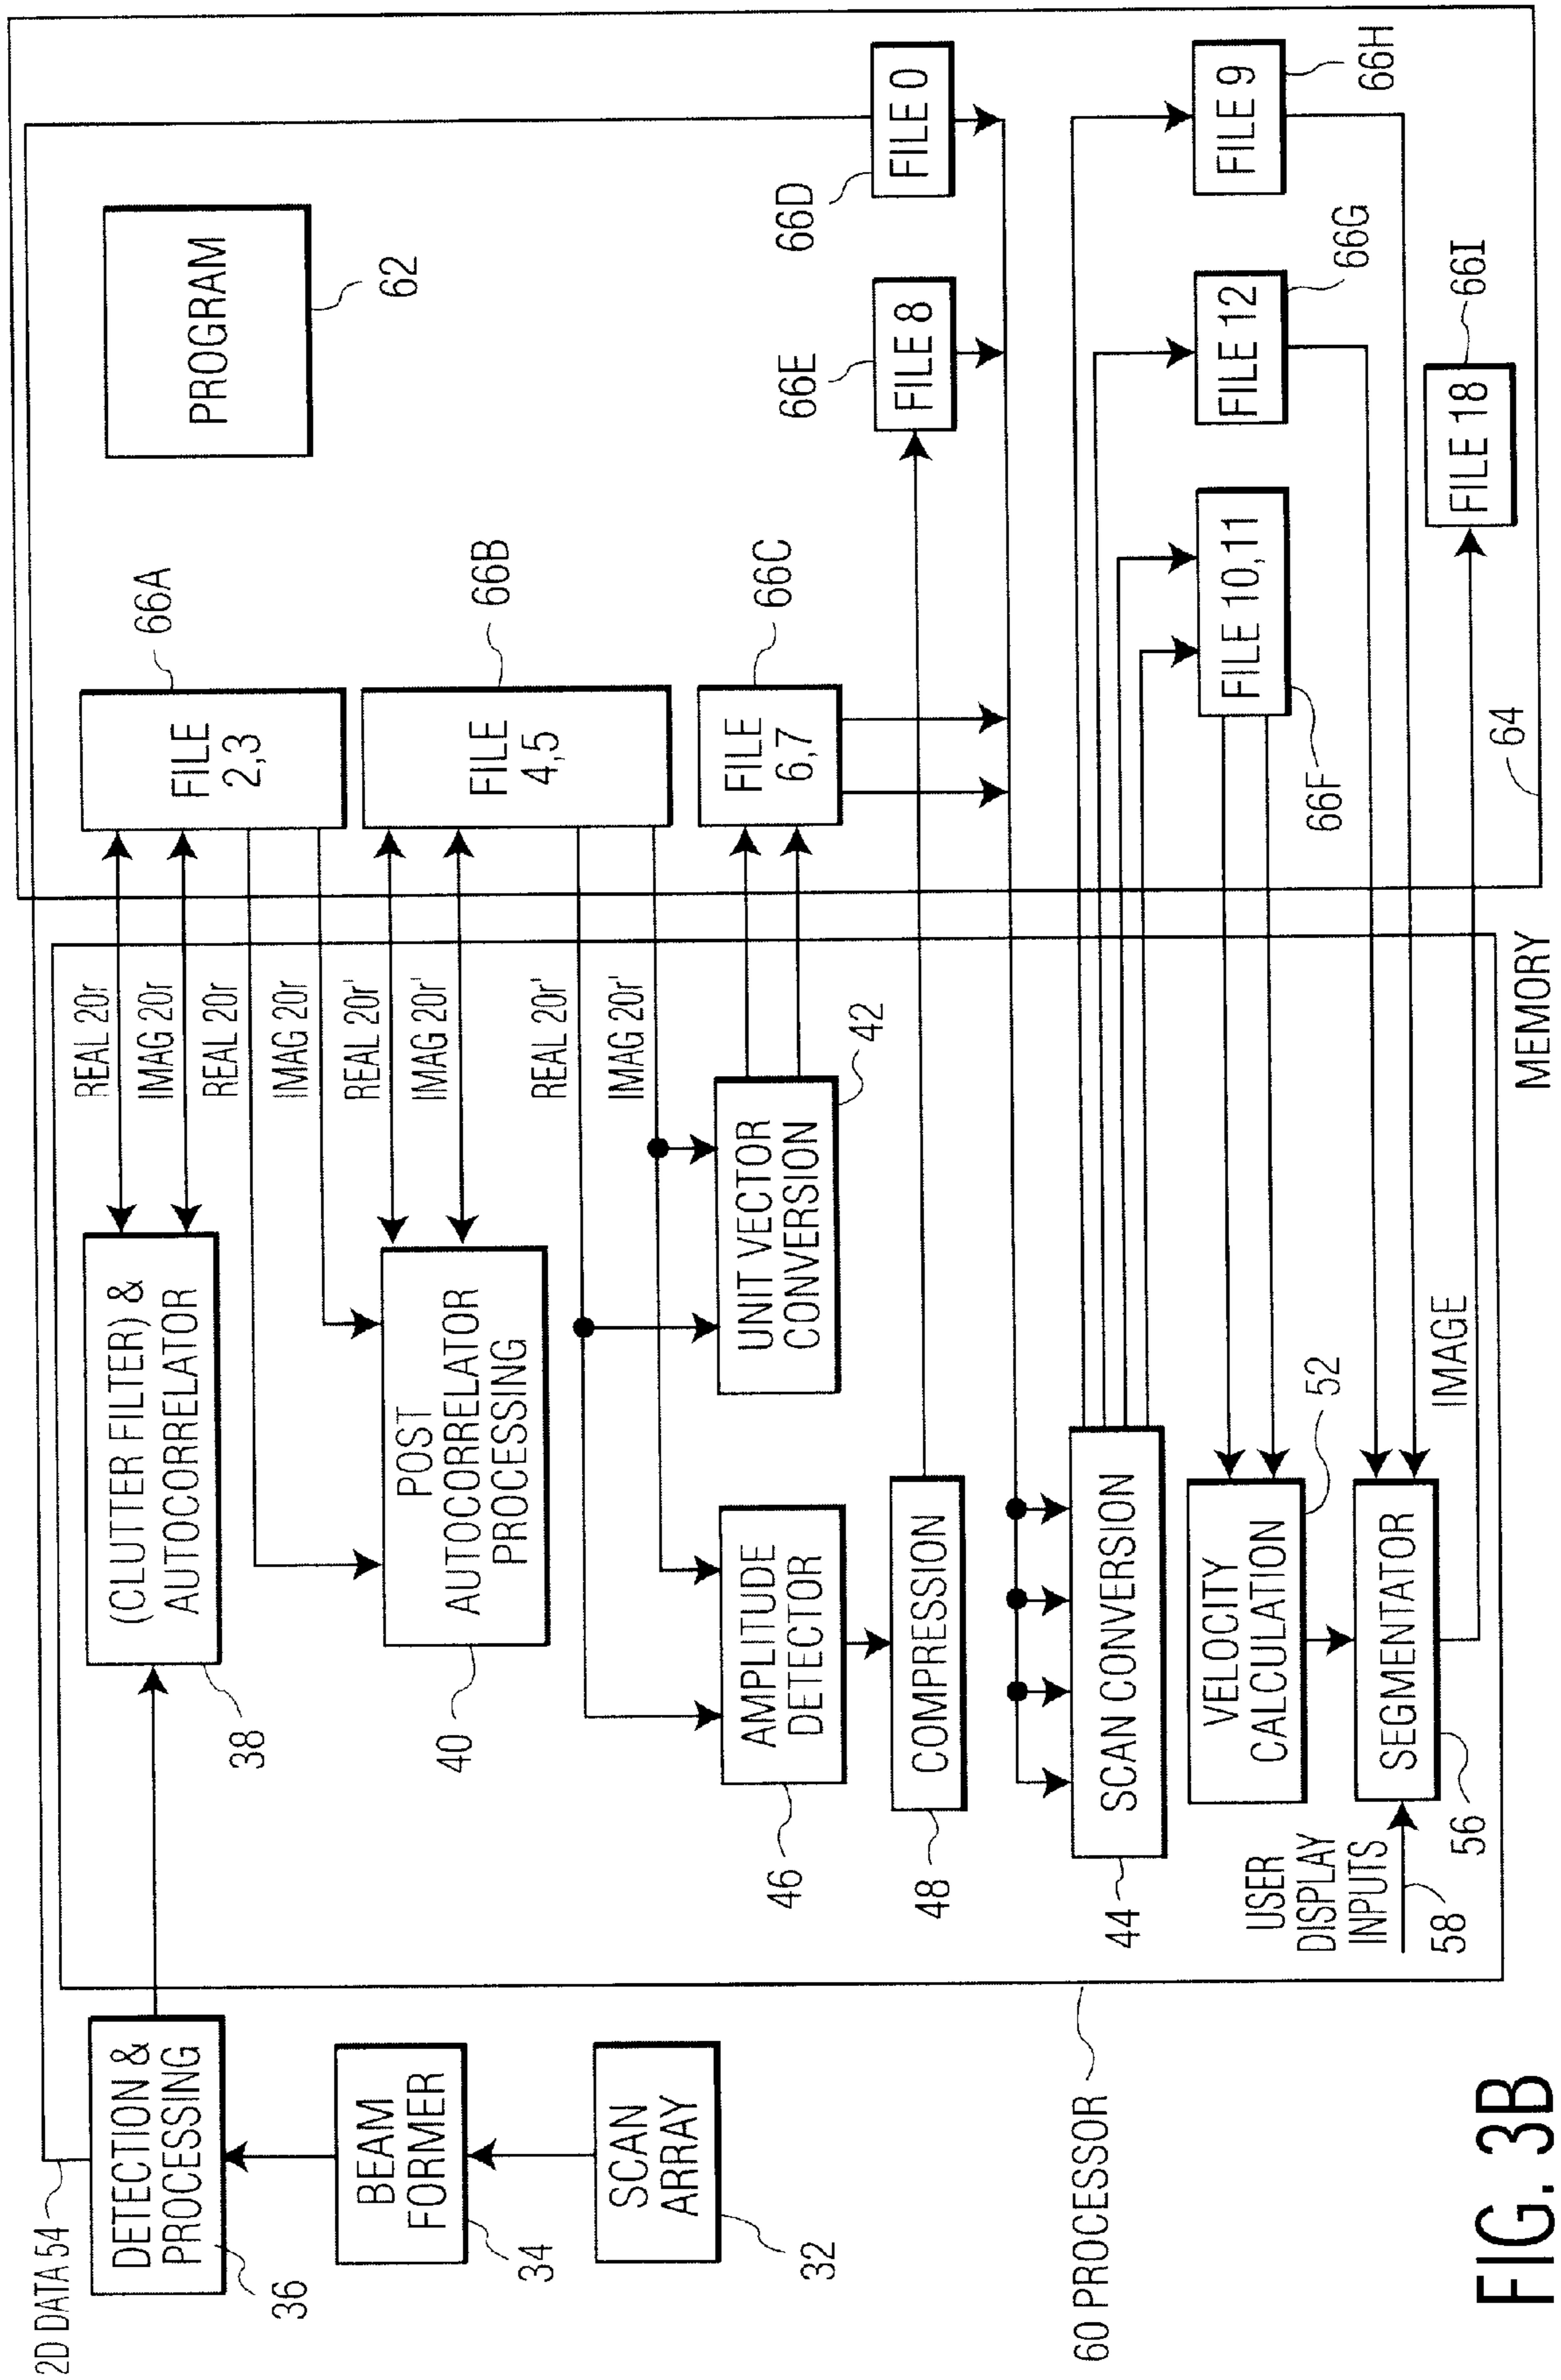 2D DATA 54
DETECTION &
PROCESSING
36
BEAM
FORMER
34
SCAN
ARRAY
32
60 PROCESSOR
(CLUTTER FILTER) &
AUTOCORRELATOR
38
POST
AUTOCORRELATOR
PROCESSING
40
AMPLITUDE
DETECTOR
46
COMPRESSION
48
UNIT VECTOR
CONVERSION
42
SCAN CONVERSION
44
VELOCITY
CALCULATION
52
SEGMENTATOR
56
USER
DISPLAY
INPUTS
58
IMAGE
REAL 20r
IMAG 20r
REAL 20r
IMAG 20r
REAL 20r'
IMAG 20r'
REAL 20r'
IMAG 20r'
MEMORY
64
FILE
2,3
66A
FILE
4,5
66B
FILE
6,7
66C
PROGRAM
62
FILE 8
66E
FILE 0
66D
FILE 10,11
66F
FILE 12
66G
FILE 9
66H
FILE 18
66I
FIG. 3B